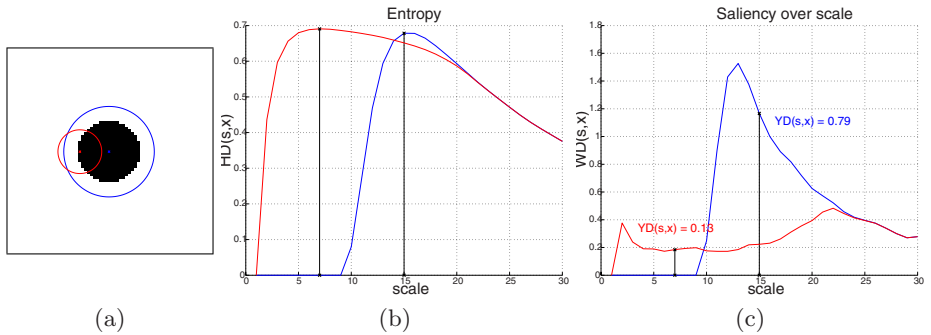 Entropy
HD(s,x)
0.7
0.6
0.5
0.4
0.3
0.2
0.1
0
0 5 10 15 20 25 30
scale
Saliency over scale
WD(s,x)
1.8
1.6
1.4
1.2
1
0.8
0.6
0.4
0.2
0
YD(s,x) = 0.79
YD(s,x) = 0.13
0 5 10 15 20 25 30
scale
(a) (b) (c)